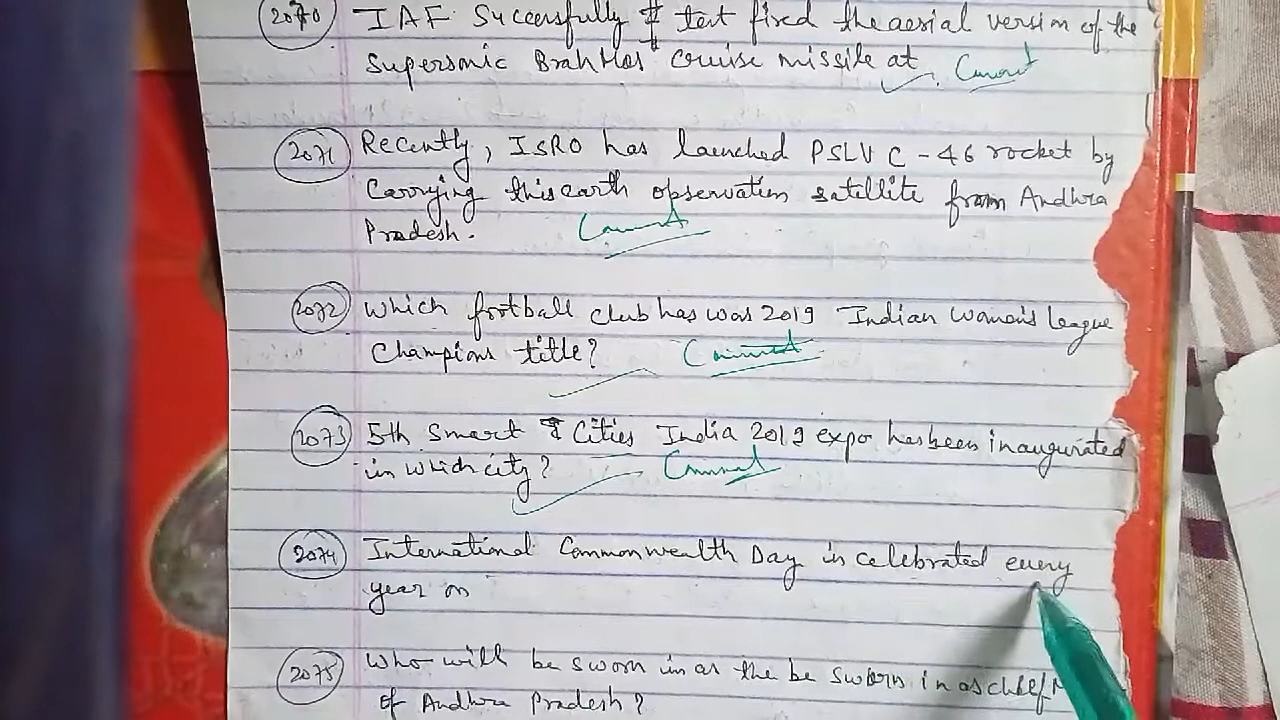 2070 IAF Successfully test fired the aerial version of the
Supersonic BrahMos cruise missile at Current
2071 Recently, ISRO has launched PSLV C-46 rocket by
Carrying this earth observation satellite from Andhra
Pradesh. Current
2072 Which football club has won 2019 Indian Women's league
Champions title? Current
2073 5th Smart Cities India 2019 expo has been inaugurated
in which city? Current
2074 International Commonwealth Day is celebrated every
year on
2075 Who will be sworn in as the be sworn in as chief
of Andhra Pradesh?